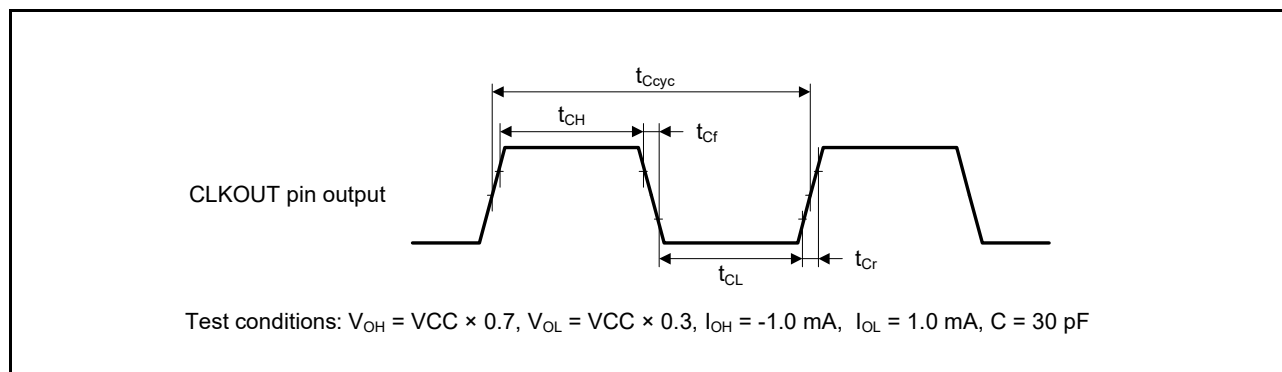 tCcyc
tCH
tCf
CLKOUT pin output
tCL
tCr
Test conditions: VOH = VCC × 0.7, VOL = VCC × 0.3, IOH = -1.0 mA, IOL = 1.0 mA, C = 30 pF